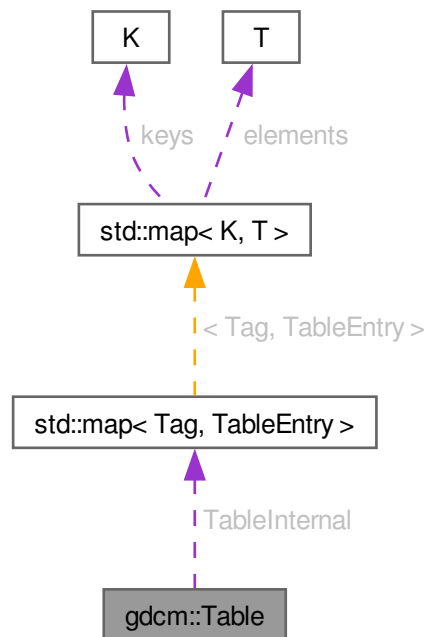 K
T
keys
elements
std::map< K, T >
< Tag, TableEntry >
std::map< Tag, TableEntry >
TableInternal
gdcm::Table